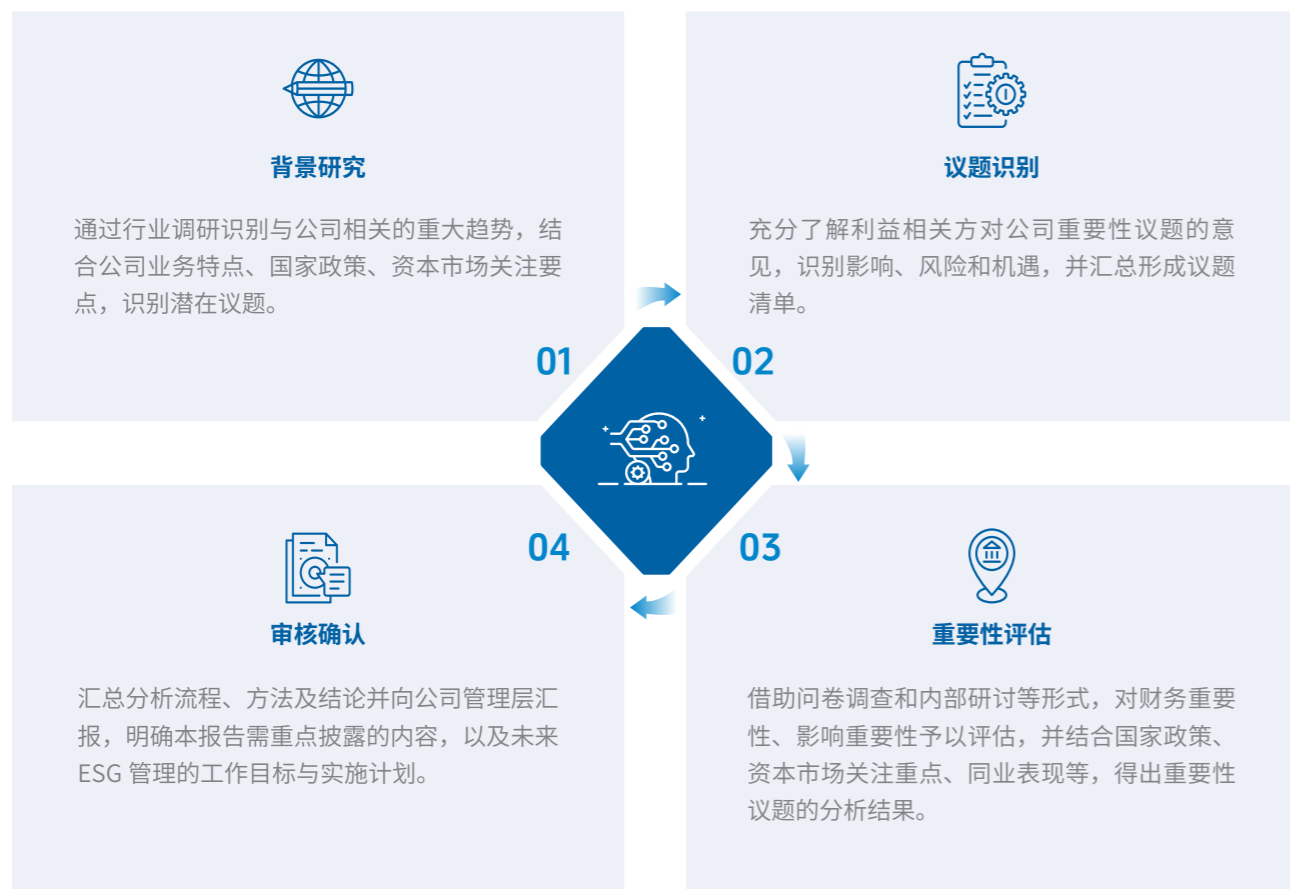 背景研究
通过行业调研识别与公司相关的重大趋势，结
合公司业务特点、国家政策、资本市场关注要
点，识别潜在议题。
01
议题识别
充分了解利益相关方对公司重要性议题的意
见，识别影响、风险和机遇，并汇总形成议题
清单。
02
03
重要性评估
借助问卷调查和内部研讨等形式，对财务重要
性、影响重要性予以评估，并结合国家政策、
资本市场关注重点、同业表现等，得出重要性
议题的分析结果。
04
审核确认
汇总分析流程、方法及结论并向公司管理层汇
报，明确本报告需重点披露的内容，以及未来
ESG 管理的工作目标与实施计划。